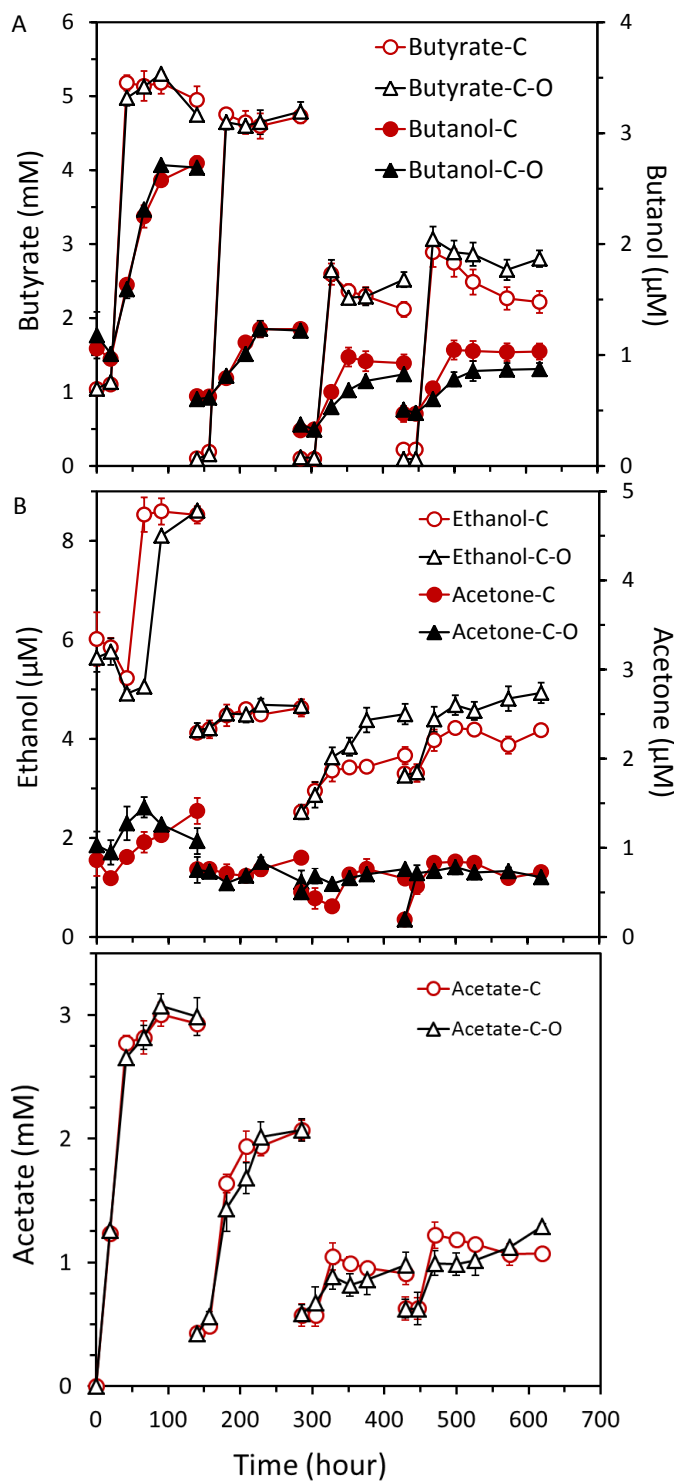 A
6
5
4
3
2
1
0
Butyrate (mM)
Butyrate-C
Butyrate-C-O
Butanol-C
Butanol-C-O
4
3
2
1
0
Butanol (μM)
B
8
6
4
2
0
Ethanol (μM)
Ethanol-C
Ethanol-C-O
Acetone-C
Acetone-C-O
5
4
3
2
1
0
Acetone (μM)
3
2
1
0
Acetate (mM)
Acetate-C
Acetate-C-O
0 100 200 300 400 500 600 700
Time (hour)